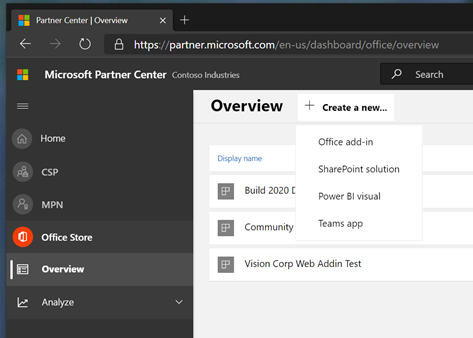 Partner Center | Overview
https://partner.microsoft.com/en-us/dashboard/office/overview
Microsoft Partner Center Contoso Industries Search
Overview Create a new...
Home
CSP
MPN
Office Store
Overview
Analyze
Office add-in
SharePoint solution
Power BI visual
Teams app
Display name
Build 2020 D
Community
Vision Corp Web Addin Test